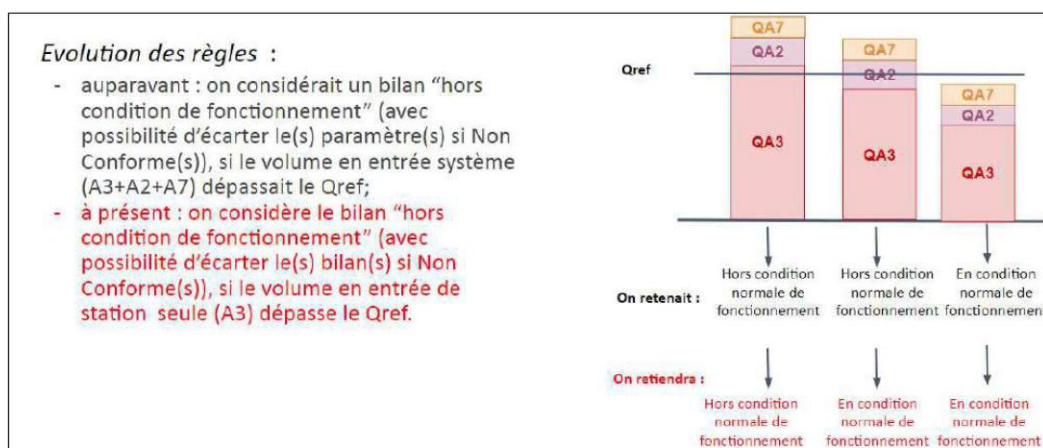 Evolution des règles :
- auparavant : on considérait un bilan "hors
condition de fonctionnement" (avec
possibilité d'écarter le(s) paramètre(s) si Non
Conforme(s)), si le volume en entrée système
(A3+A2+A7) dépassait le Qref;
- à présent : on considère le bilan "hors
condition de fonctionnement" (avec
possibilité d'écarter le(s) bilan(s) si Non
Conforme(s)), si le volume en entrée de
station seule (A3) dépasse le Qref.
Qref
QA7
QA2
QA3
QA7
QA2
QA3
QA7
QA2
QA3
On retenait :
Hors condition
normale de
fonctionnement
Hors condition
normale de
fonctionnement
En condition
normale de
fonctionnemen
On retiendra :
Hors condition
normale de
fonctionnement
En condition
normale de
fonctionnement
En condition
normale de
fonctionnement